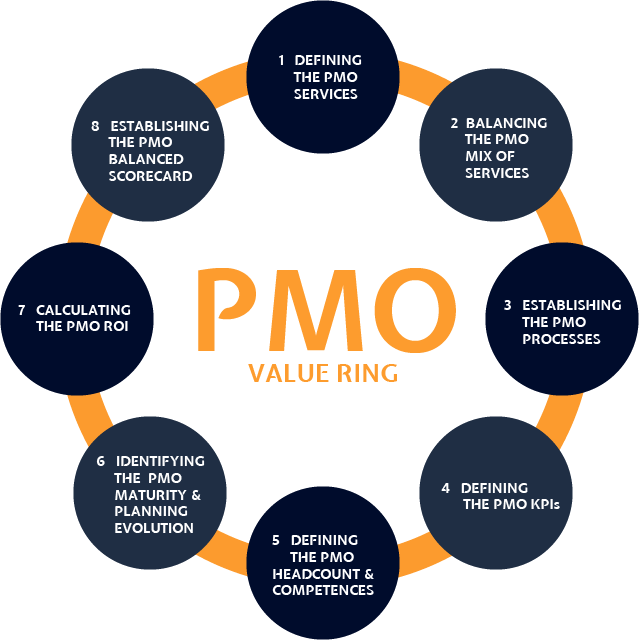 1 DEFINING
THE PMO
SERVICES
2 BALANCING
THE PMO
MIX OF
SERVICES
3 ESTABLISHING
THE PMO
PROCESSES
4 DEFINING
THE PMO KPIs
5 DEFINING
THE PMO
HEADCOUNT &
COMPETENCES
6 IDENTIFYING
THE PMO
MATURITY &
PLANNING
EVOLUTION
7 CALCULATING
THE PMO ROI
8 ESTABLISHING
THE PMO
BALANCED
SCORECARD
PMO
VALUE RING